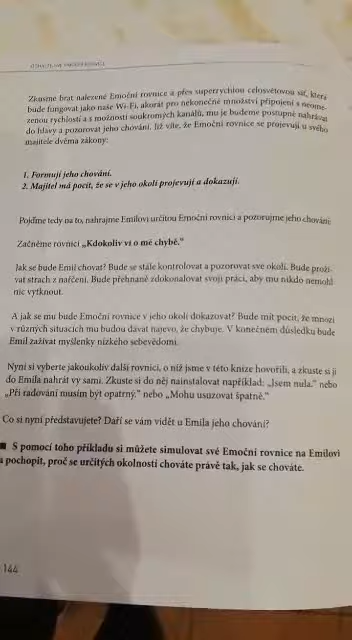 Zkusme brát nalezené Emoční rovnice a přes superrychlou celosvětovou síť, která
bude fungovat jako naše Wi-Fi, akorát pro nekonečné množství připojení s neome-
zenou rychlostí a s možností soukromých kanálů, mu je budeme postupně nahrávat
do hlavy a pozorovat jeho chování. Již víte, že Emoční rovnice se projevují u svého
majitele dvěma zákony:
1. Formují jeho chování.
2. Majitel má pocit, že se v jeho okolí projevují a dokazují.
Pojďme tedy na to, nahrajme Emilovi určitou Emoční rovnici a pozorujme jeho chování:
Začněme rovnicí „Kdokoliv ví o mé chybě.“
Jak se bude Emil chovat? Bude se stále kontrolovat a pozorovat své okolí. Bude proží-
vat strach z nařčení. Bude přehnaně zdokonalovat svoji práci, aby mu nikdo nemohl
nic vytknout.
A jak se mu bude Emoční rovnice v jeho okolí dokazovat? Bude mít pocit, že mnozí
v různých situacích mu budou dávat najevo, že chybuje. V konečném důsledku bude
Emil zažívat myšlenky nízkého sebevědomí.
Nyní si vyberte jakoukoliv další rovnici, o níž jsme v této knize hovořili, a zkuste si ji
do Emila nahrát vy sami. Zkuste si do něj nainstalovat například: „Jsem nula.“ nebo
„Při radování musím být opatrný.“ nebo „Mohu usuzovat špatně.“
Co si nyní představujete? Daří se vám vidět u Emila jeho chování?
■ S pomocí toho příkladu si můžete simulovat své Emoční rovnice na Emilovi
a pochopit, proč se určitých okolností chováte právě tak, jak se chováte.
144